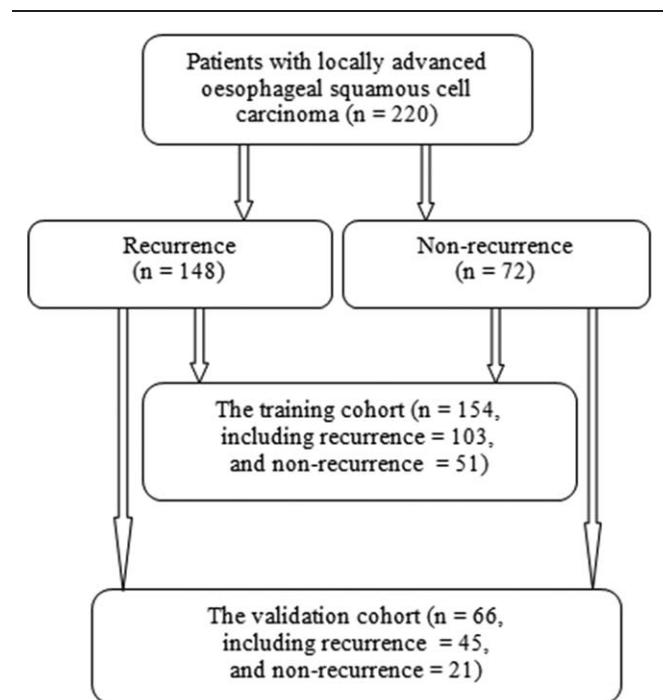 Patients with locally advanced
oesophageal squamous cell
carcinoma (n = 220)
Recurrence
(n = 148)
Non-recurrence
(n = 72)
The training cohort (n = 154,
including recurrence = 103,
and non-recurrence = 51)
The validation cohort (n = 66,
including recurrence = 45,
and non-recurrence = 21)